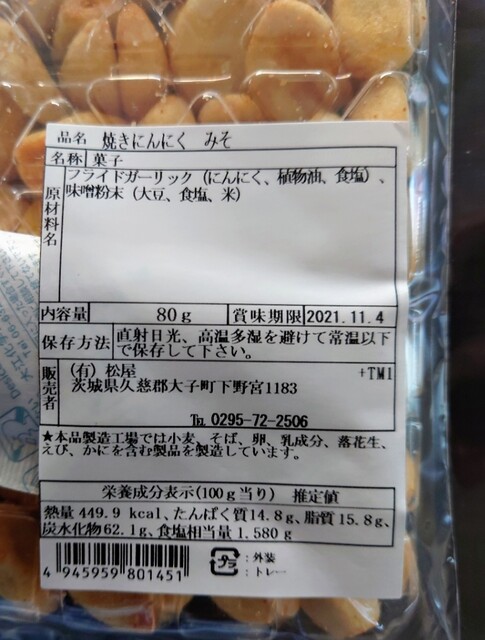 品名 焼きにんにく みそ
名称 菓子
原材料名 フライドガーリック(にんにく、植物油、食塩)、
味噌粉末(大豆、食塩、米)
内容量 80g 賞味期限 2021.11.4
保存方法 直射日光、高温多湿を避けて常温以下
で保存して下さい。
販売者 (有)松屋 +TM1
茨城県久慈郡大子町下野宮1183
℡ 0295-72-2506
★本品製造工場では小麦、そば、卵、乳成分、落花生、
えび、かにを含む製品を製造しています。
栄養成分表示(100g当り) 推定値
熱量449.9 kcal、たんぱく質14.8g、脂質15.8g、
炭水化物62.1g、食塩相当量1.580g
4 945959 801451
プラ :外装
:トレー